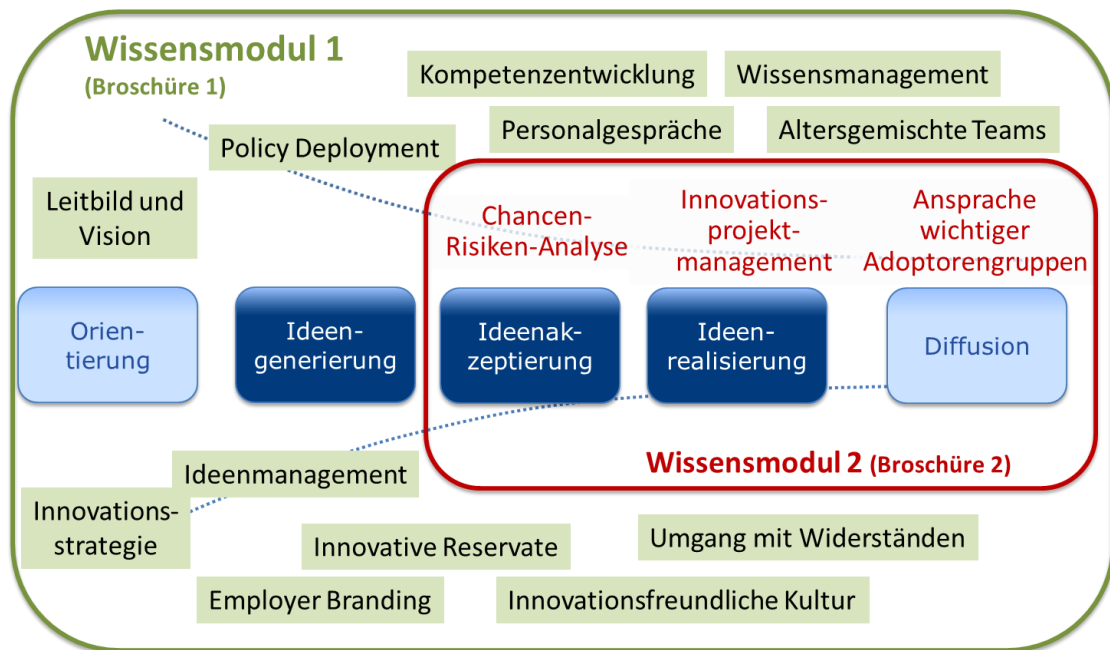 Wissensmodul 1
(Broschüre 1)
Kompetenzentwicklung
Wissensmanagement
Personalgespräche
Altersgemischte Teams
Policy Deployment
Leitbild und
Vision
Chancen-
Risiken-Analyse
Innovations-
projekt-
management
Ansprache
wichtiger
Adoptorengruppen
Orien-
tierung
Ideen-
generierung
Ideenak-
zeptierung
Ideen-
realisierung
Diffusion
Wissensmodul 2 (Broschüre 2)
Ideenmanagement
Innovations-
strategie
Innovative Reservate
Umgang mit Widerständen
Employer Branding
Innovationsfreundliche Kultur